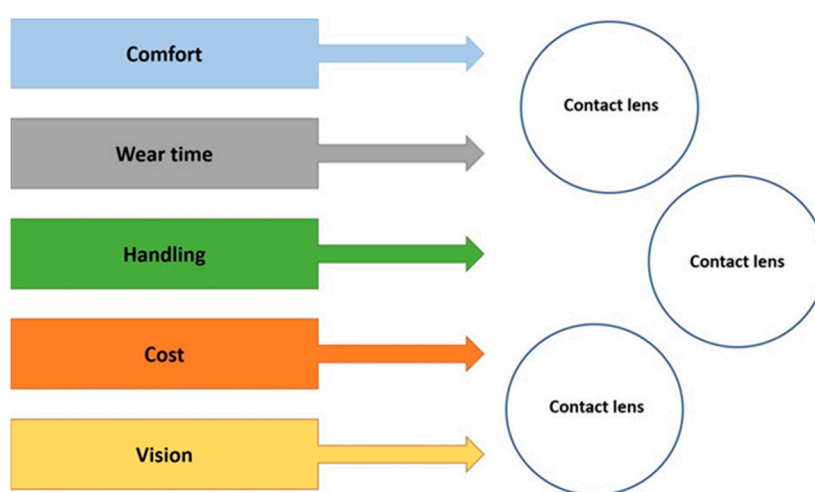 Comfort
Wear time
Handling
Cost
Vision
Contact lens
Contact lens
Contact lens